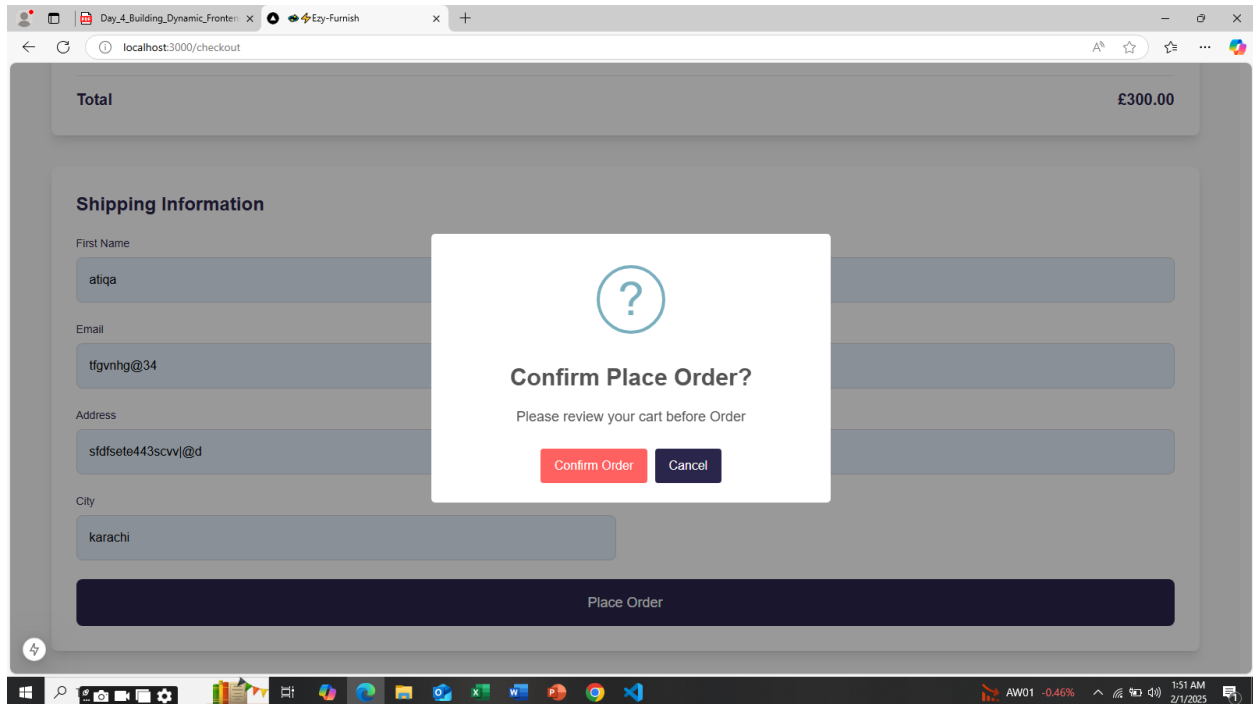 Day_4_Building_Dynamic_Fronten
Ezy-Furnish
localhost:3000/checkout
Total
£300.00
Shipping Information
First Name
atiqa
Email
tfgvnhg@34
Address
sfdfsete443scvv|@d
City
karachi
Place Order
?
Confirm Place Order?
Please review your cart before Order
Confirm Order
Cancel
AW01 -0.46%
1:51 AM
2/1/2025